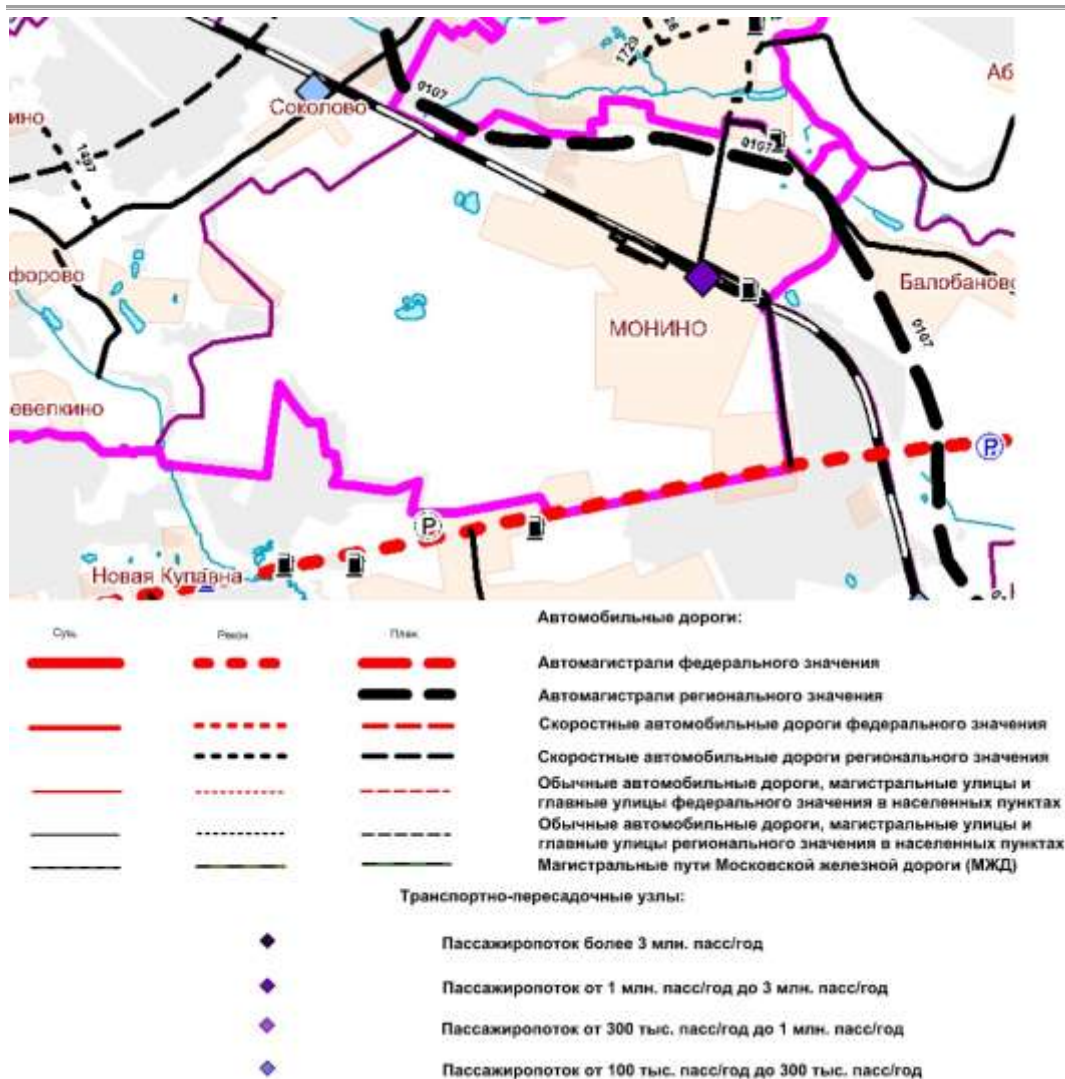 1729
26
Аб
Соколово
0107
ино
1497
0107
форово
Балобаново
МОНИНО
0107
евелкино
Р
Р
Новая Купавна
Автомобильные дороги:
Сущ. Рекон. План.
Автомагистрали федерального значения
Автомагистрали регионального значения
Скоростные автомобильные дороги федерального значения
Скоростные автомобильные дороги регионального значения
Обычные автомобильные дороги, магистральные улицы и
главные улицы федерального значения в населенных пунктах
Обычные автомобильные дороги, магистральные улицы и
главные улицы регионального значения в населенных пунктах
Магистральные пути Московской железной дороги (МЖД)
Транспортно-пересадочные узлы:
Пассажиропоток более 3 млн. пасс/год
Пассажиропоток от 1 млн. пасс/год до 3 млн. пасс/год
Пассажиропоток от 300 тыс. пасс/год до 1 млн. пасс/год
Пассажиропоток от 100 тыс. пасс/год до 300 тыс. пасс/год